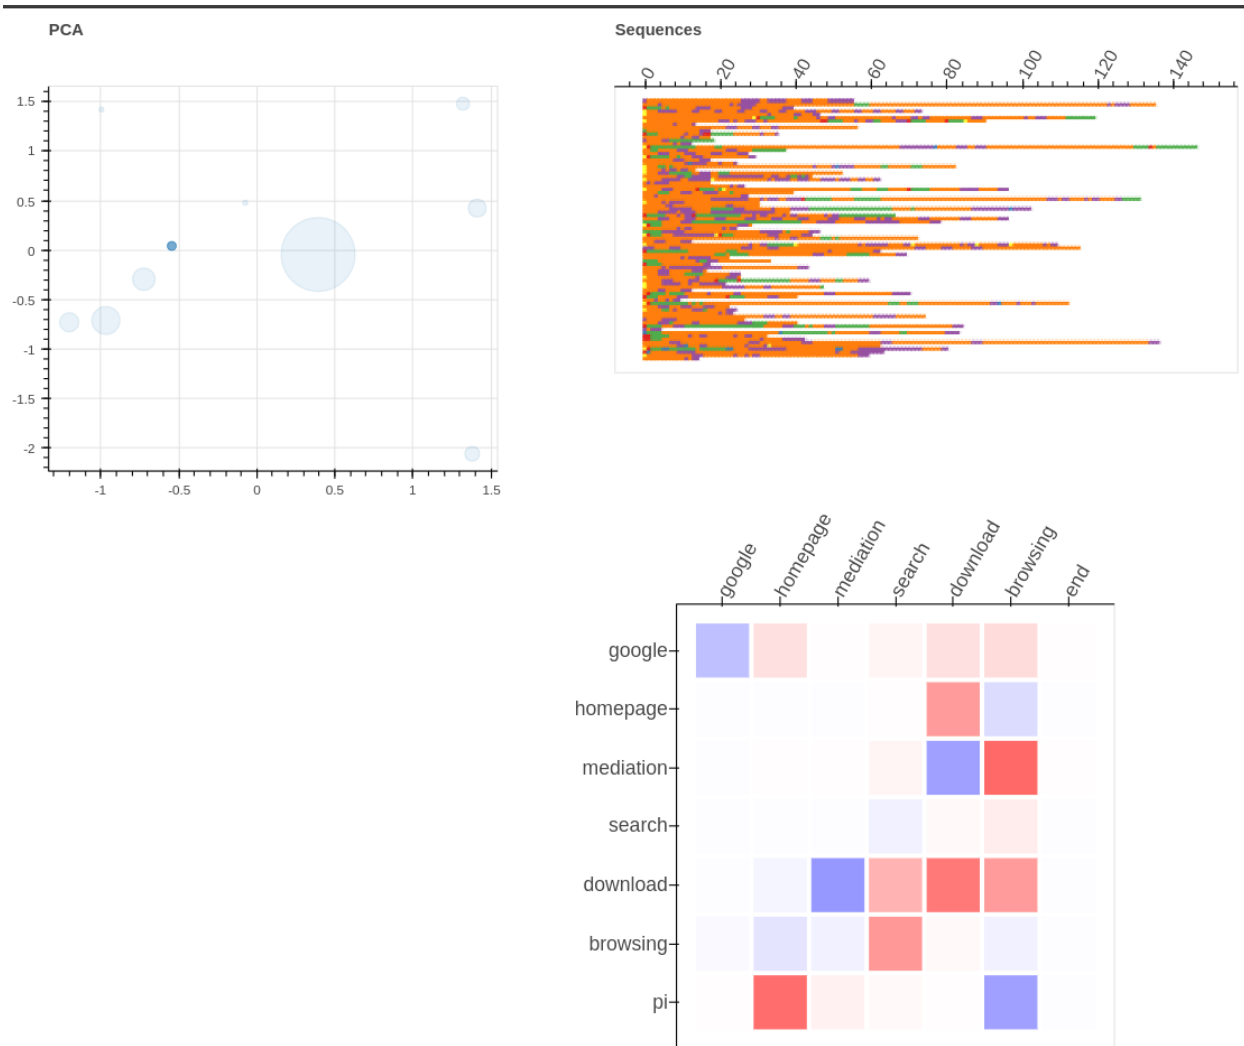 PCA
1.5
1
0.5
0
-0.5
-1
-1.5
-2
-1
-0.5
0
0.5
1
1.5
Sequences
0
20
40
60
80
100
120
140
google
homepage
mediation
search
download
browsing
end
google
homepage
mediation
search
download
browsing
pi